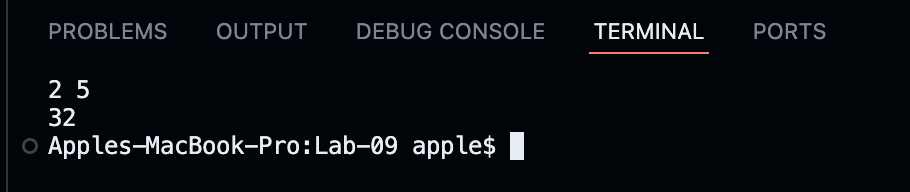 PROBLEMS OUTPUT DEBUG CONSOLE TERMINAL PORTS
2 5
32
Apples-MacBook-Pro:Lab-09 apple$